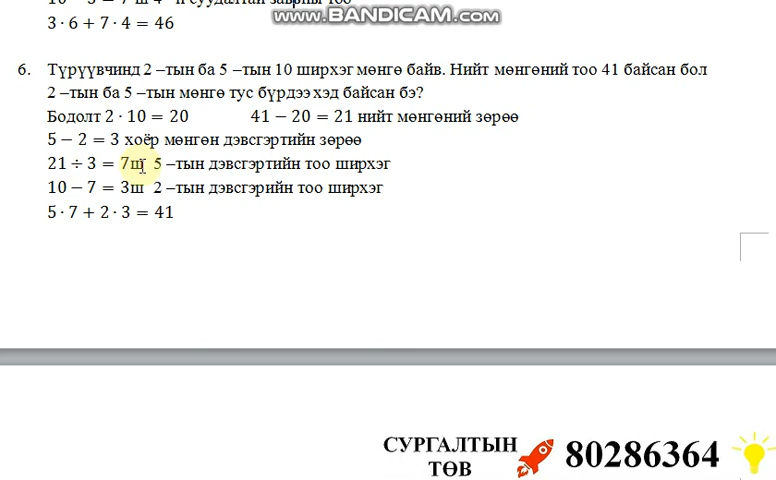 www.BANDICAM.com
3 · 6 + 7 · 4 = 46
6. Түрүүвчинд 2 –тын ба 5 –тын 10 ширхэг мөнгө байв. Нийт мөнгөний тоо 41 байсан бол
2 –тын ба 5 –тын мөнгө тус бүрдээ хэд байсан бэ?
Бодолт 2 · 10 = 20 41 − 20 = 21 нийт мөнгөний зөрөө
5 − 2 = 3 хоёр мөнгөн дэвсгэртийн зөрөө
21 ÷ 3 = 7ш 5 –тын дэвсгэртийн тоо ширхэг
10 − 7 = 3ш 2 –тын дэвсгэрийн тоо ширхэг
5 · 7 + 2 · 3 = 41
СУРГАЛТЫН
ТӨВ
80286364